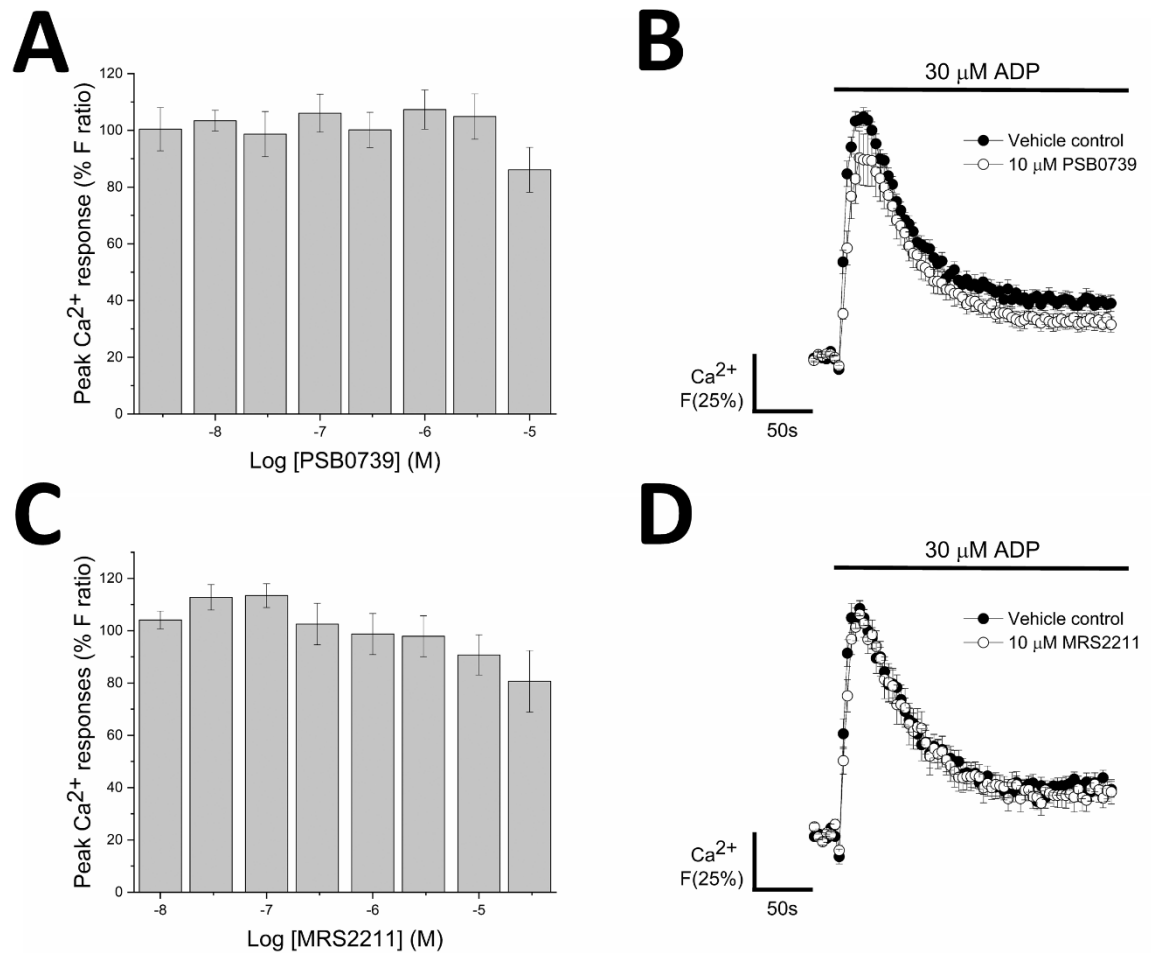 A
Peak Ca2+ response (% F ratio)
120
100
80
60
40
20
0
-8
-7
-6
-5
Log [PSB0739] (M)
B
30 μM ADP
Vehicle control
10 μM PSB0739
Ca2+
F(25%)
50s
C
Peak Ca2+ responses (% F ratio)
120
100
80
60
40
20
0
-8
-7
-6
-5
Log [MRS2211] (M)
D
30 μM ADP
Vehicle control
10 μM MRS2211
Ca2+
F(25%)
50s